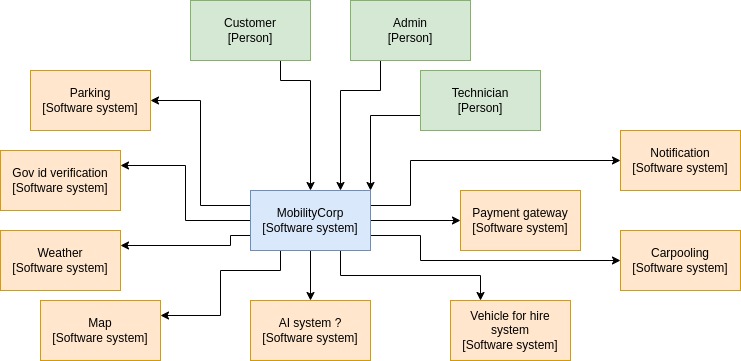 Customer
[Person]
Admin
[Person]
Parking
[Software system]
Technician
[Person]
Gov id verification
[Software system]
Notification
[Software system]
MobilityCorp
[Software system]
Payment gateway
[Software system]
Weather
[Software system]
Carpooling
[Software system]
Map
[Software system]
AI system ?
[Software system]
Vehicle for hire
system
[Software system]